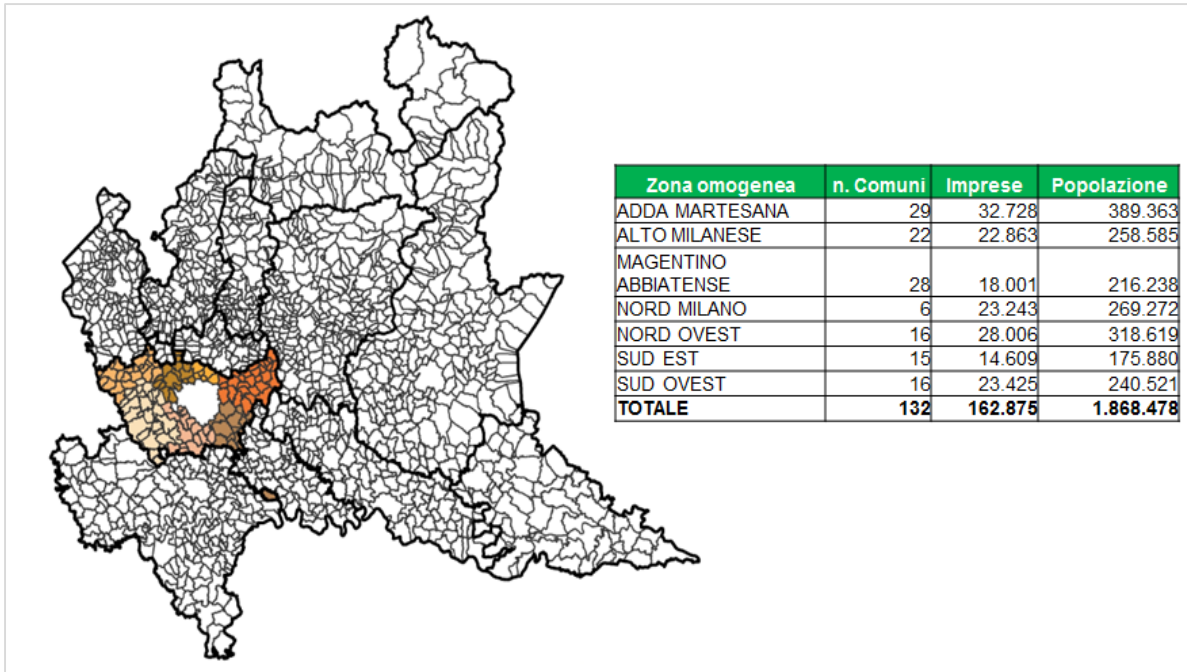 Zona omogenea n. Comuni Imprese Popolazione
ADDA MARTESANA 29 32.728 389.363
ALTO MILANESE 22 22.863 258.585
MAGENTINO
ABBIATENSE 28 18.001 216.238
NORD MILANO 6 23.243 269.272
NORD OVEST 16 28.006 318.619
SUD EST 15 14.609 175.880
SUD OVEST 16 23.425 240.521
TOTALE 132 162.875 1.868.478